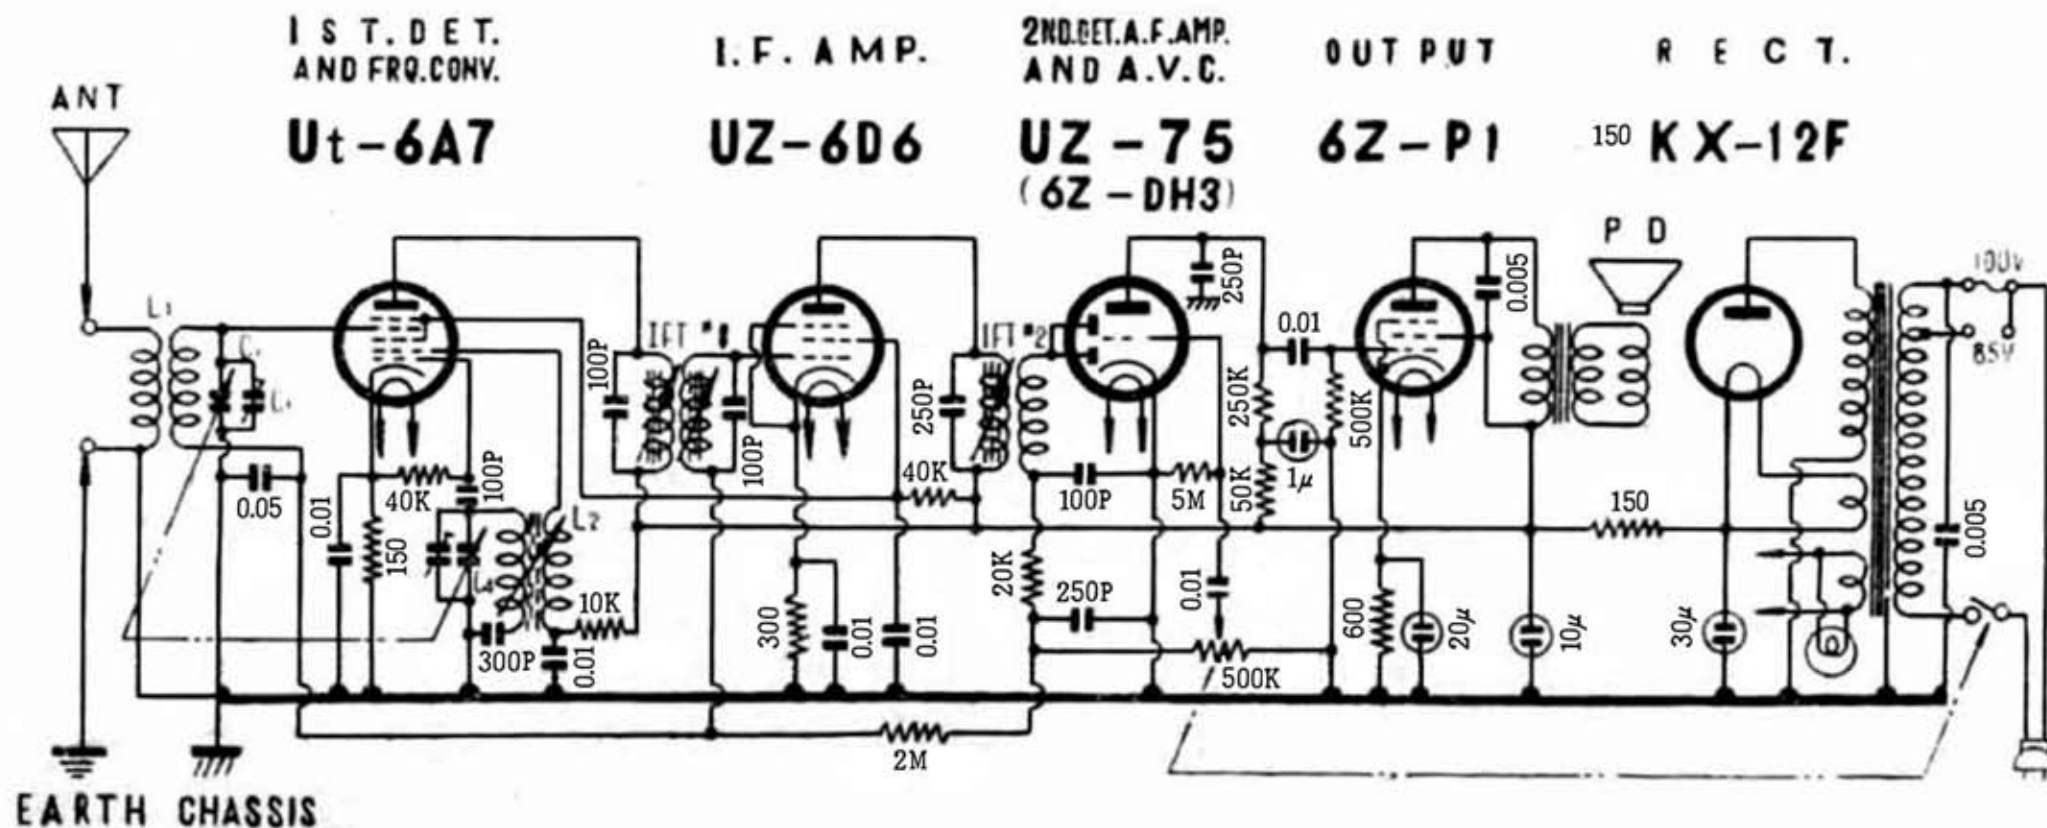 1ST.DET.
AND FRQ.CONV.
Ut-6A7
I.F.AMP.
UZ-6D6
2ND.DET.A.F.AMP.
AND A.V.C.
UZ-75
(6Z-DH3)
OUTPUT
6Z-P1
RECT.
150 KX-12F
ANT
PD
L1
IFT #1
IFT #2
100P
100P
250P
250P
0.01
0.005
100V
85V
250K
500K
1μ
50K
0.05
0.01
40K
100P
150
L2
10K
300P
0.01
40K
300
0.01
0.01
100P
5M
20K
250P
0.01
500K
600
20μ
10μ
150
30μ
0.005
2M
EARTH CHASSIS